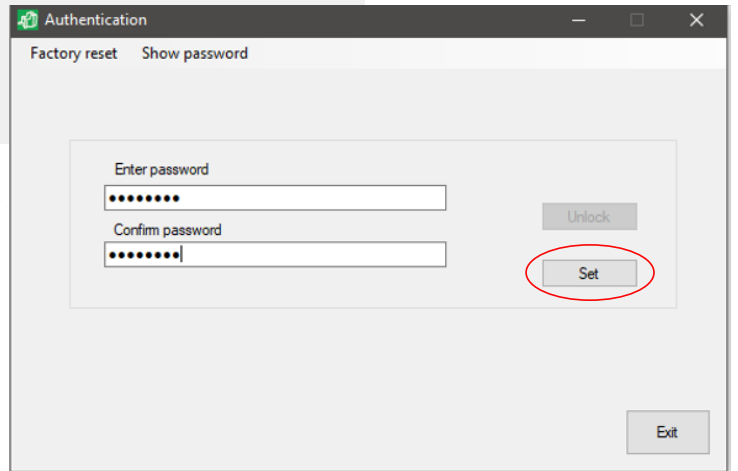 Authentication
Factory reset Show password
Enter password
••••••••
Confirm password
••••••••
Unlock
Set
Exit